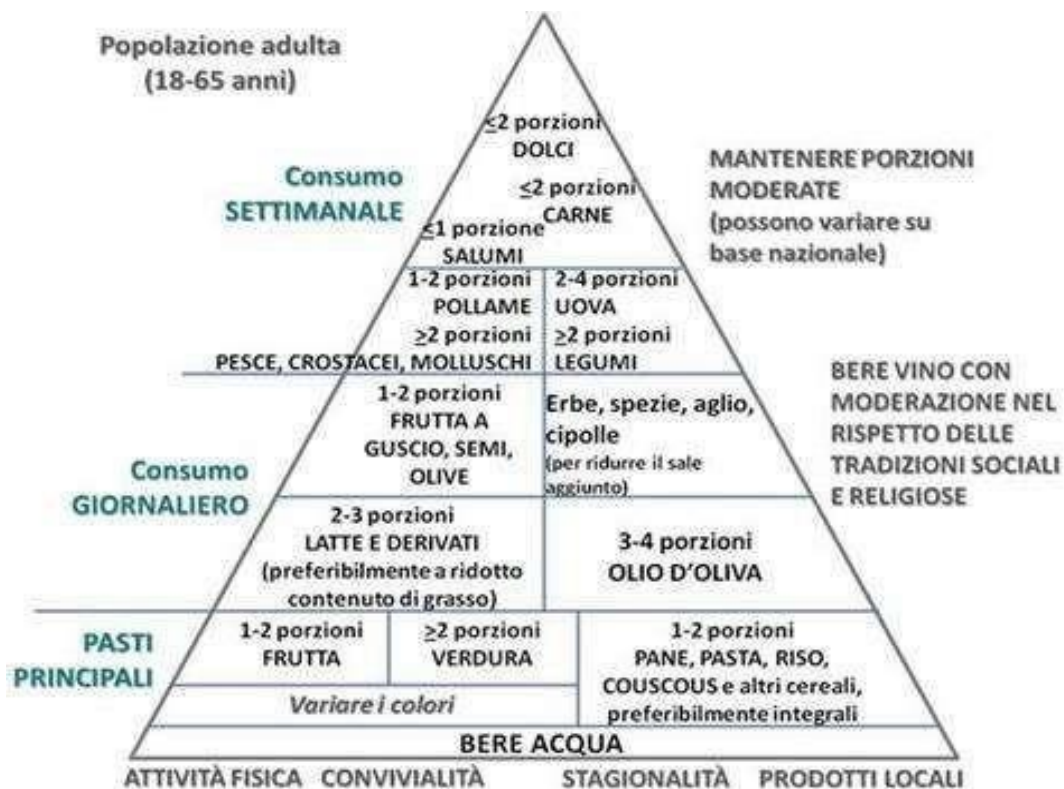 Popolazione adulta
(18-65 anni)
≤2 porzioni
DOLCI
Consumo
SETTIMANALE
≤2 porzioni
CARNE
≤1 porzione
SALUMI
MANTENERE PORZIONI
MODERATE
(possono variare su
base nazionale)
1-2 porzioni
POLLAME
≥2 porzioni
PESCE, CROSTACEI, MOLLUSCHI
2-4 porzioni
UOVA
≥2 porzioni
LEGUMI
BERE VINO CON
MODERAZIONE NEL
RISPETTO DELLE
TRADIZIONI SOCIALI
E RELIGIOSE
Consumo
GIORNALIERO
1-2 porzioni
FRUTTA A
GUSCIO, SEMI,
OLIVE
Erbe, spezie, aglio,
cipolle
(per ridurre il sale
aggiunto)
2-3 porzioni
LATTE E DERIVATI
(preferibilmente a ridotto
contenuto di grasso)
3-4 porzioni
OLIO D'OLIVA
PASTI
PRINCIPALI
1-2 porzioni
FRUTTA
≥2 porzioni
VERDURA
Variare i colori
1-2 porzioni
PANE, PASTA, RISO,
COUSCOUS e altri cereali,
preferibilmente integrali
BERE ACQUA
ATTIVITÀ FISICA CONVIVIALITÀ STAGIONALITÀ PRODOTTI LOCALI